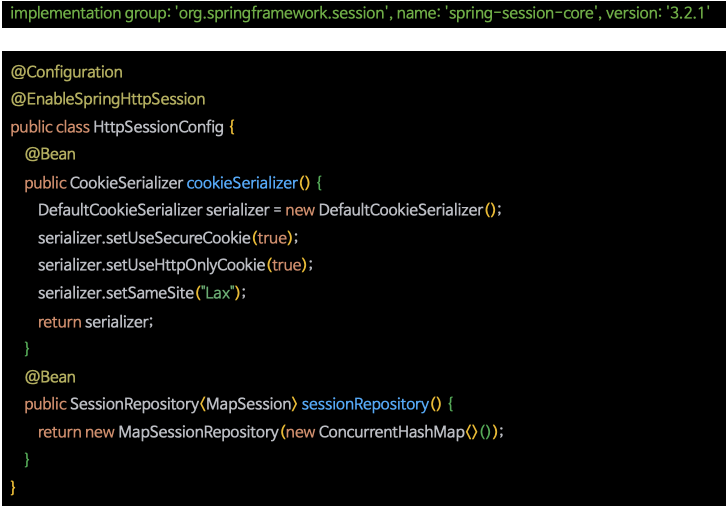 implementation group: 'org.springframework.session', name: 'spring-session-core', version: '3.2.1'
@Configuration
@EnableSpringHttpSession
public class HttpSessionConfig {
@Bean
public CookieSerializer cookieSerializer() {
DefaultCookieSerializer serializer = new DefaultCookieSerializer();
serializer.setUseSecureCookie(true);
serializer.setUseHttpOnlyCookie(true);
serializer.setSameSite("Lax");
return serializer;
}
@Bean
public SessionRepository<MapSession> sessionRepository() {
return new MapSessionRepository(new ConcurrentHashMap<>());
}
}